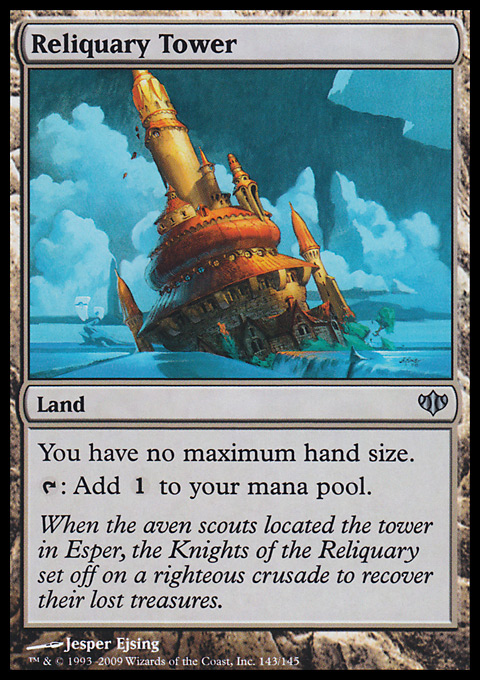 Reliquary Tower
Land
You have no maximum hand size.
: Add 1 to your mana pool.
When the aven scouts located the tower
in Esper, the Knights of the Reliquary
set off on a righteous crusade to recover
their lost treasures.
Jesper Ejsing
™ & © 1993-2009 Wizards of the Coast, Inc. 143/145